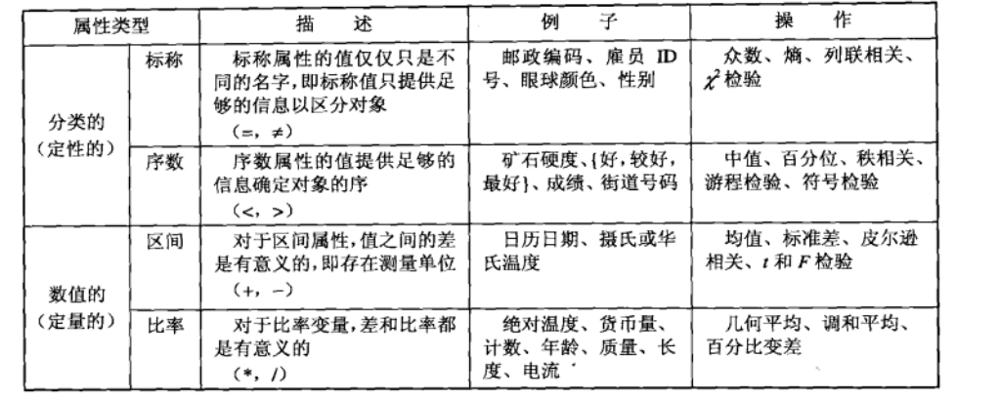 属性类型 描 述 例 子 操 作
标称 标称属性的值仅仅只是不 邮政编码、雇员 ID 众数、熵、列联相关、
同的名字,即标称值只提供足 号、眼球颜色、性别 χ²检验
够的信息以区分对象
分类的 (=, ≠)
(定性的) 序数 序数属性的值提供足够的 矿石硬度、{好,较好, 中值、百分位、秩相关、
信息确定对象的序 最好}、成绩、街道号码 游程检验、符号检验
(<, >)
区间 对于区间属性,值之间的差 日历日期、摄氏或华 均值、标准差、皮尔逊
是有意义的,即存在测量单位 氏温度 相关、t 和 F 检验
数值的 (+, -)
(定量的) 比率 对于比率变量,差和比率都 绝对温度、货币量、 几何平均、调和平均、
是有意义的 计数、年龄、质量、长 百分比变差
(*, /) 度、电流